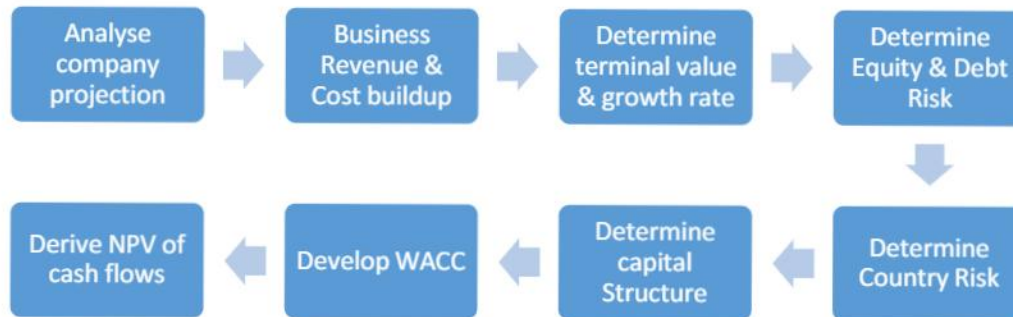 Analyse
company
projection
Business
Revenue &
Cost buildup
Determine
terminal value
& growth rate
Determine
Equity & Debt
Risk
Determine
Country Risk
Determine
capital
Structure
Develop WACC
Derive NPV of
cash flows